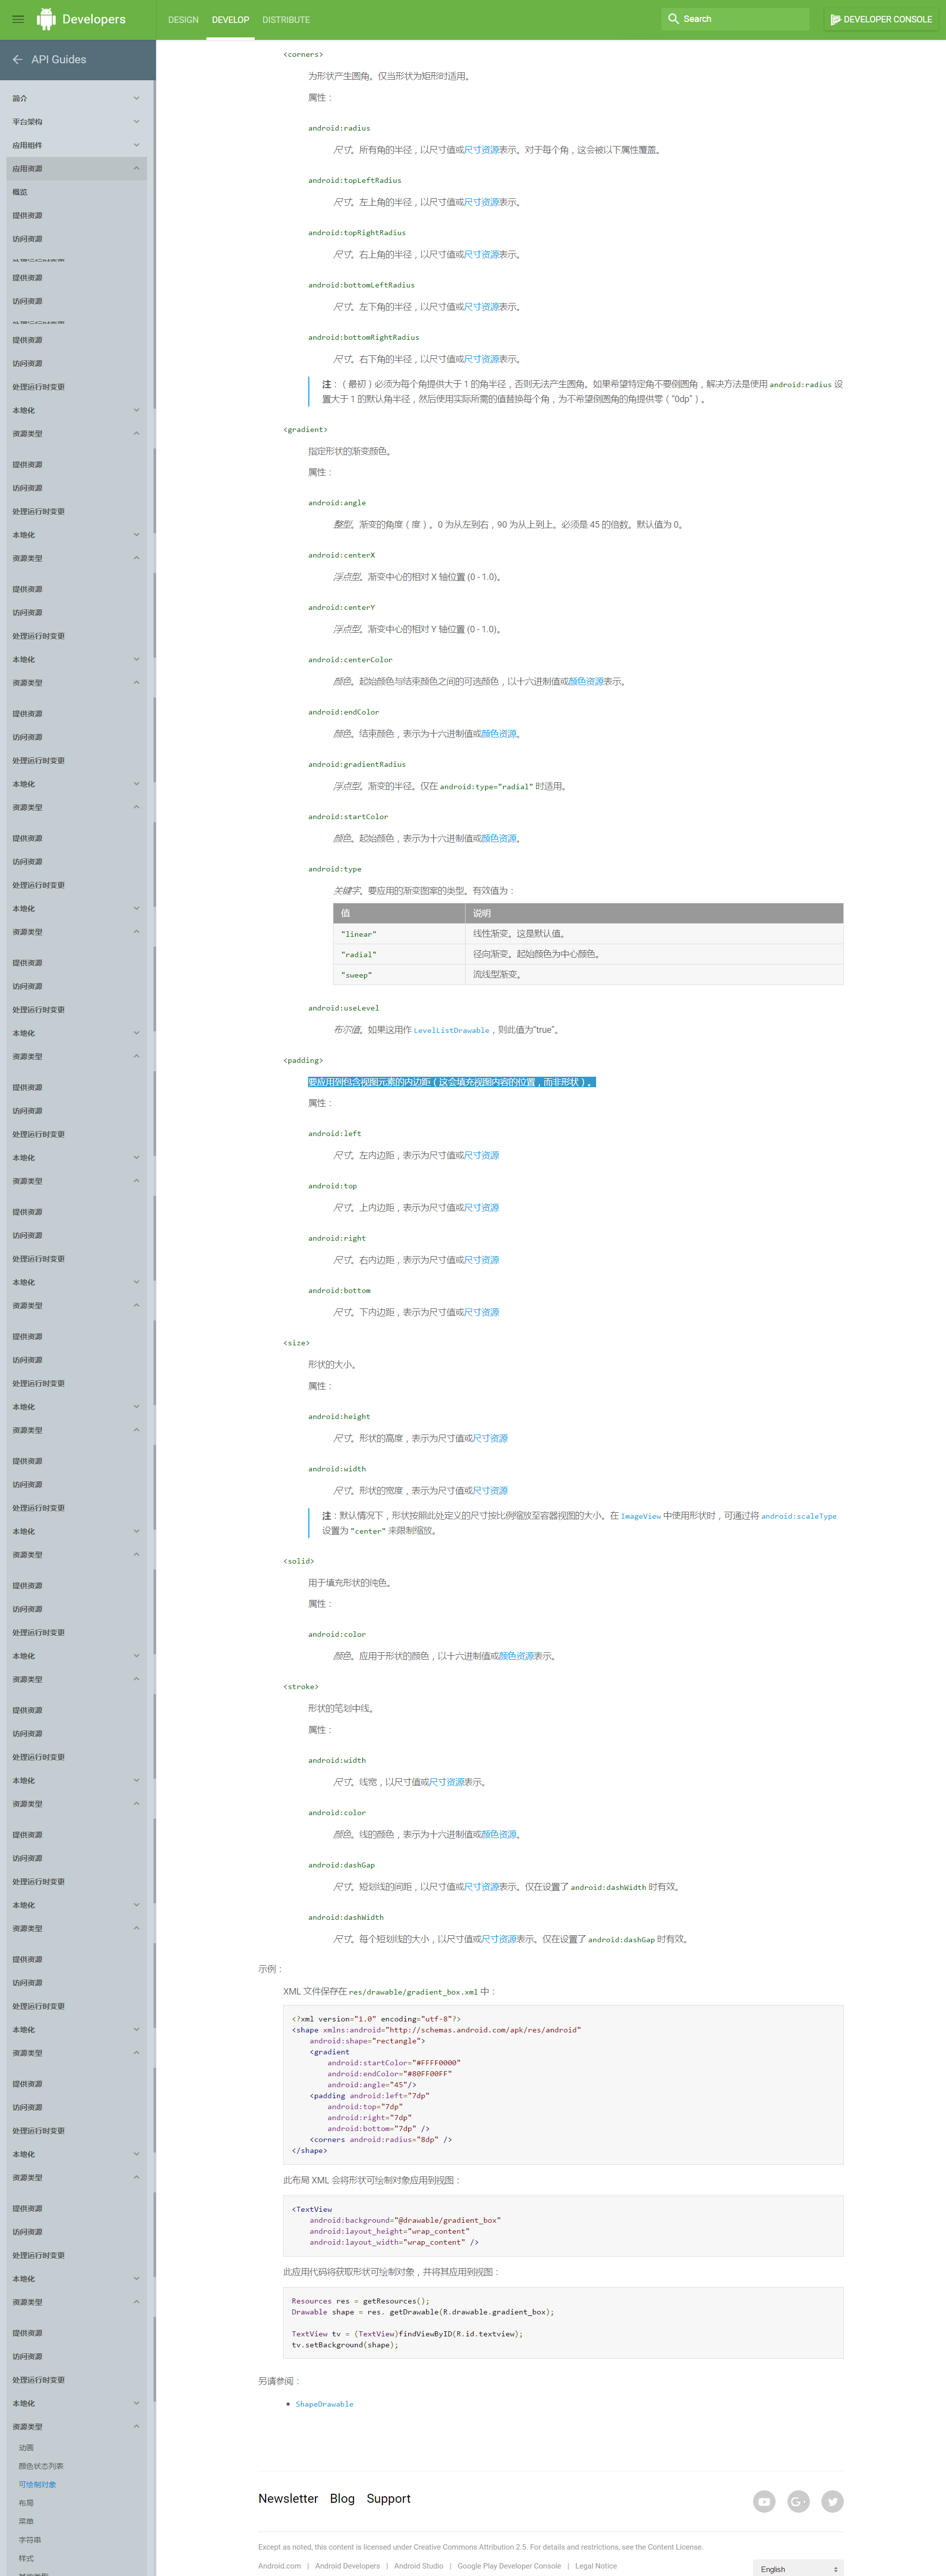 Developers
DESIGN DEVELOP DISTRIBUTE
Search
DEVELOPER CONSOLE
API Guides
简介
平台架构
应用组件
应用资源
概览
提供资源
访问资源
提供资源
访问资源
提供资源
访问资源
处理运行时变更
本地化
资源类型
提供资源
访问资源
处理运行时变更
本地化
资源类型
提供资源
访问资源
处理运行时变更
本地化
资源类型
提供资源
访问资源
处理运行时变更
本地化
资源类型
提供资源
访问资源
处理运行时变更
本地化
资源类型
提供资源
访问资源
处理运行时变更
本地化
资源类型
提供资源
访问资源
处理运行时变更
本地化
资源类型
提供资源
访问资源
处理运行时变更
本地化
资源类型
提供资源
访问资源
处理运行时变更
本地化
资源类型
提供资源
访问资源
处理运行时变更
本地化
资源类型
提供资源
访问资源
处理运行时变更
本地化
资源类型
提供资源
访问资源
处理运行时变更
本地化
资源类型
提供资源
访问资源
处理运行时变更
本地化
资源类型
提供资源
访问资源
处理运行时变更
本地化
资源类型
提供资源
访问资源
处理运行时变更
本地化
资源类型
提供资源
访问资源
处理运行时变更
本地化
资源类型
提供资源
访问资源
处理运行时变更
本地化
资源类型
动画
颜色状态列表
可绘制对象
布局
菜单
字符串
样式
<corners>
为形状产生圆角。仅当形状为矩形时适用。
属性：
android:radius
尺寸。所有角的半径，以尺寸值或尺寸资源表示。对于每个角，这会被以下属性覆盖。
android:topLeftRadius
尺寸。左上角的半径，以尺寸值或尺寸资源表示。
android:topRightRadius
尺寸。右上角的半径，以尺寸值或尺寸资源表示。
android:bottomLeftRadius
尺寸。左下角的半径，以尺寸值或尺寸资源表示。
android:bottomRightRadius
尺寸。右下角的半径，以尺寸值或尺寸资源表示。
注：（最初）必须为每个角提供大于 1 的角半径，否则无法产生圆角。如果希望特定角不要倒圆角，解决方法是使用 android:radius 设
置大于 1 的默认角半径，然后使用实际所需的值替换每个角，为不希望倒圆角的角提供零（“0dp”）。
<gradient>
指定形状的渐变颜色。
属性：
android:angle
整型。渐变的角度（度）。0 为从左到右，90 为从上到上。必须是 45 的倍数。默认值为 0。
android:centerX
浮点型。渐变中心的相对 X 轴位置 (0 - 1.0)。
android:centerY
浮点型。渐变中心的相对 Y 轴位置 (0 - 1.0)。
android:centerColor
颜色。起始颜色与结束颜色之间的可选颜色，以十六进制值或颜色资源表示。
android:endColor
颜色。结束颜色，表示为十六进制值或颜色资源。
android:gradientRadius
浮点型。渐变的半径。仅在 android:type="radial" 时适用。
android:startColor
颜色。起始颜色，表示为十六进制值或颜色资源。
android:type
关键字。要应用的渐变图案的类型。有效值为：
值 说明
"linear" 线性渐变。这是默认值。
"radial" 径向渐变。起始颜色为中心颜色。
"sweep" 流线型渐变。
android:useLevel
布尔值。如果这用作 LevelListDrawable，则此值为“true”。
<padding>
要应用到包含视图元素的内边距（这会填充视图内容的位置，而非形状）。
属性：
android:left
尺寸。左内边距，表示为尺寸值或尺寸资源
android:top
尺寸。上内边距，表示为尺寸值或尺寸资源
android:right
尺寸。右内边距，表示为尺寸值或尺寸资源
android:bottom
尺寸。下内边距，表示为尺寸值或尺寸资源
<size>
形状的大小。
属性：
android:height
尺寸。形状的高度，表示为尺寸值或尺寸资源
android:width
尺寸。形状的宽度，表示为尺寸值或尺寸资源
注：默认情况下，形状按照此处定义的尺寸按比例缩放至容器视图的大小。在 ImageView 中使用形状时，可通过将 android:scaleType
设置为 "center" 来限制缩放。
<solid>
用于填充形状的纯色。
属性：
android:color
颜色。应用于形状的颜色，以十六进制值或颜色资源表示。
<stroke>
形状的笔划中线。
属性：
android:width
尺寸。线宽，以尺寸值或尺寸资源表示。
android:color
颜色。线的颜色，表示为十六进制值或颜色资源。
android:dashGap
尺寸。短划线的间距，以尺寸值或尺寸资源表示。仅在设置了 android:dashWidth 时有效。
android:dashWidth
尺寸。每个短划线的大小，以尺寸值或尺寸资源表示。仅在设置了 android:dashGap 时有效。
示例：
XML 文件保存在 res/drawable/gradient_box.xml 中：
<?xml version="1.0" encoding="utf-8"?>
<shape xmlns:android="http://schemas.android.com/apk/res/android"
android:shape="rectangle">
<gradient
android:startColor="#FFFF0000"
android:endColor="#80FF00FF"
android:angle="45"/>
<padding android:left="7dp"
android:top="7dp"
android:right="7dp"
android:bottom="7dp" />
<corners android:radius="8dp" />
</shape>
此布局 XML 会将形状可绘制对象应用到视图：
<TextView
android:background="@drawable/gradient_box"
android:layout_height="wrap_content"
android:layout_width="wrap_content" />
此应用代码将获取形状可绘制对象，并将其应用到视图：
Resources res = getResources();
Drawable shape = res. getDrawable(R.drawable.gradient_box);
TextView tv = (TextView)findViewByID(R.id.textview);
tv.setBackground(shape);
另请参阅：
ShapeDrawable
Newsletter Blog Support
Except as noted, this content is licensed under Creative Commons Attribution 2.5. For details and restrictions, see the Content License.
Android.com | Android Developers | Android Studio | Google Play Developer Console | Legal Notice
English